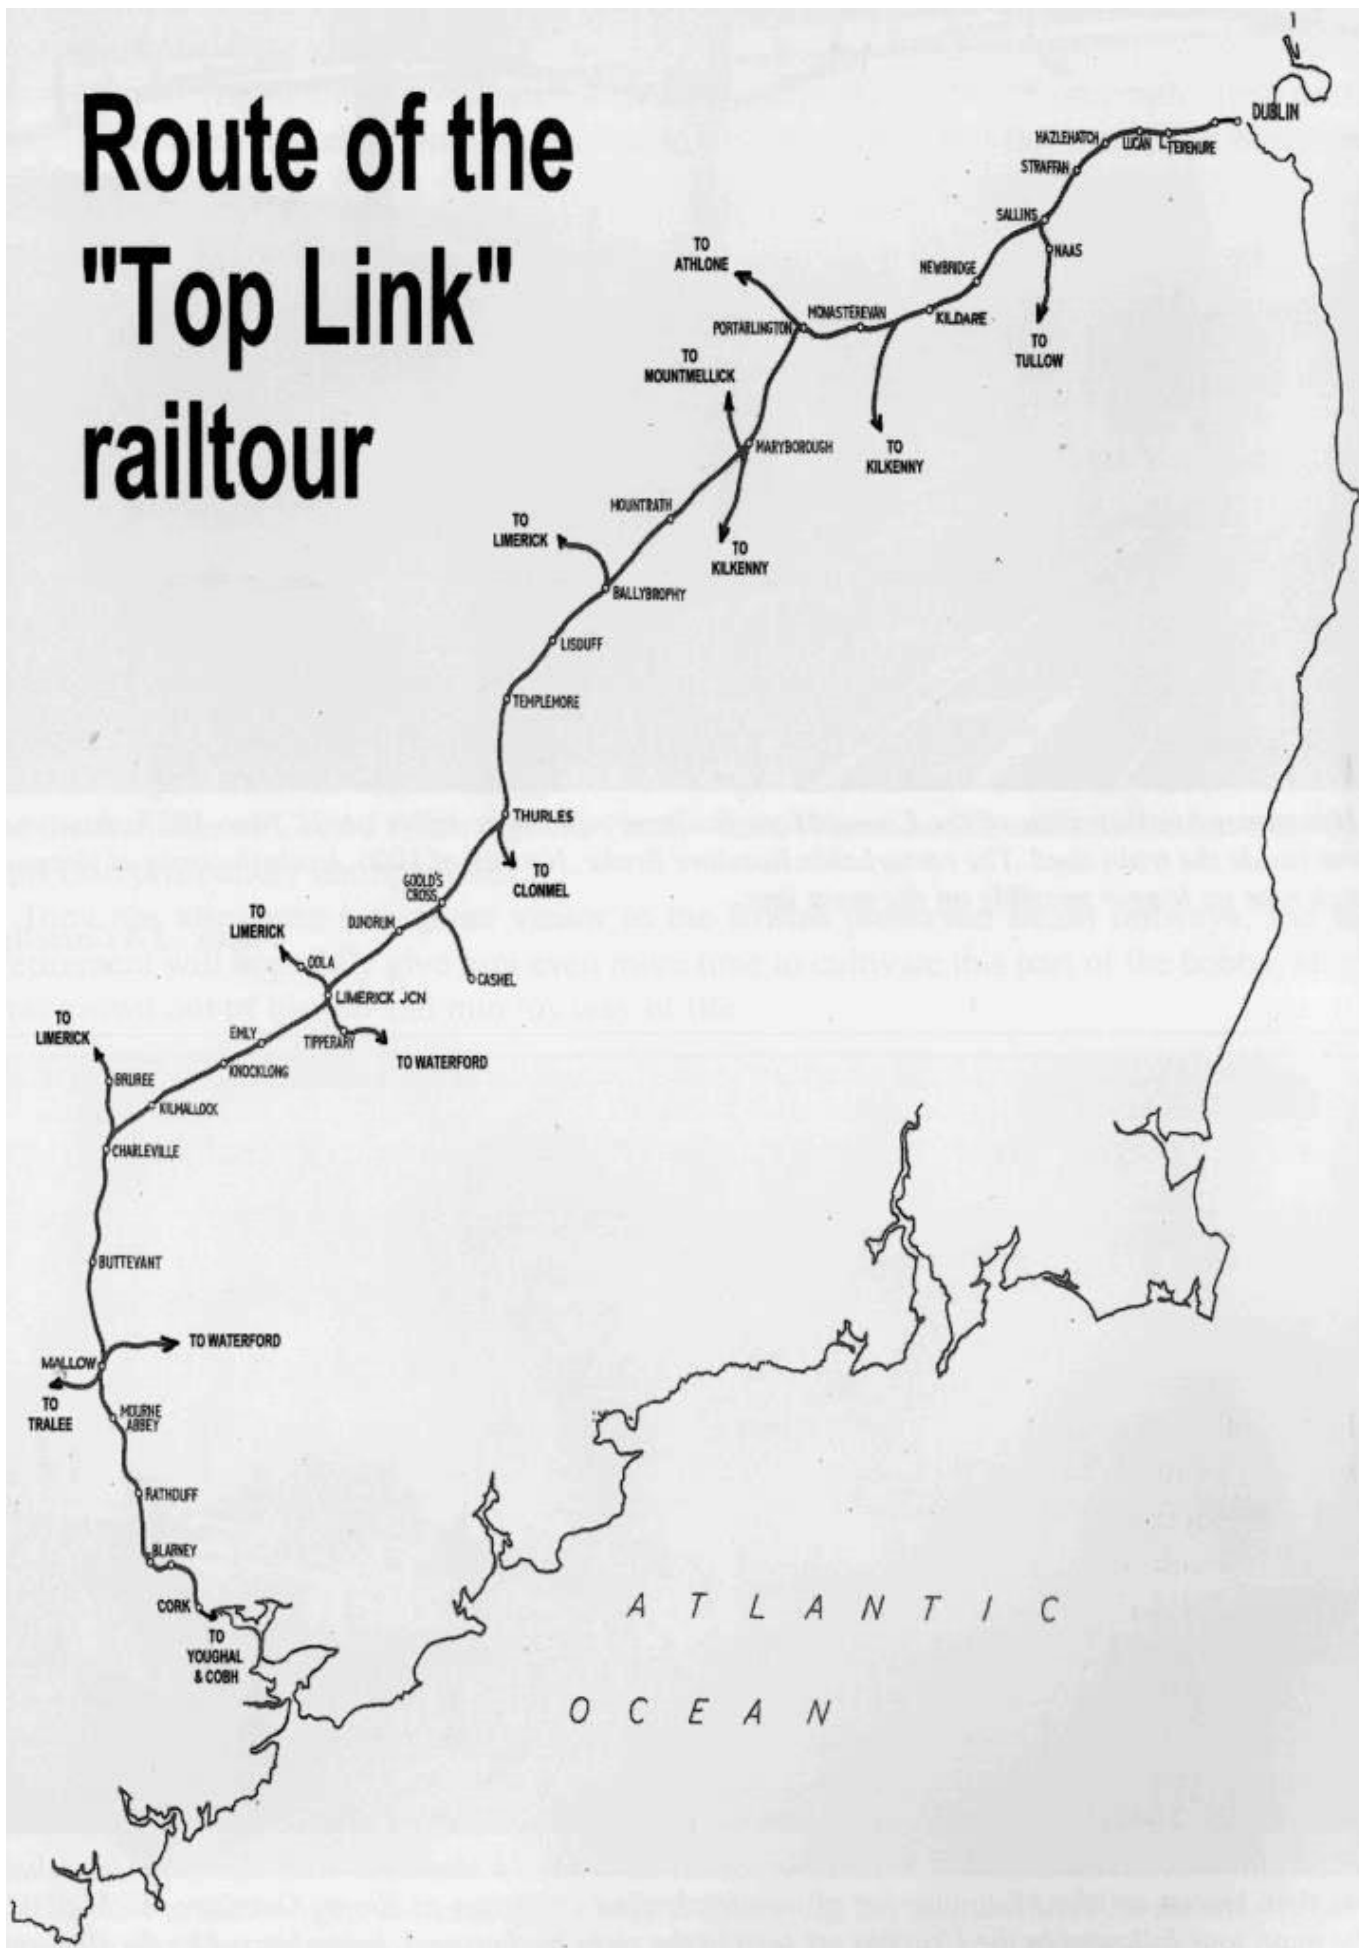 Route of the
"Top Link"
railtour
DUBLIN
TERENURE
LUCAN
HAZLEHATCH
STRAFFAN
SALLINS
NAAS
TO
TULLOW
NEWBRIDGE
KILDARE
TO
KILKENNY
MONASTEREVAN
PORTARLINGTON
TO
ATHLONE
TO
MOUNTMELLICK
MARYBOROUGH
TO
KILKENNY
MOUNTRATH
TO
LIMERICK
BALLYBROPHY
LISDUFF
TEMPLEMORE
THURLES
TO
CLONMEL
GOOLD'S
CROSS
CASHEL
DUNDRUM
TO
LIMERICK
OOLA
LIMERICK JCN
TIPPERARY
TO WATERFORD
EMLY
KNOCKLONG
KILMALLOCK
TO
LIMERICK
BRUREE
CHARLEVILLE
BUTTEVANT
TO WATERFORD
MALLOW
TO
TRALEE
MOURNE
ABBEY
RATHDUFF
BLARNEY
CORK
TO
YOUGHAL
& COBH
ATLANTIC
OCEAN